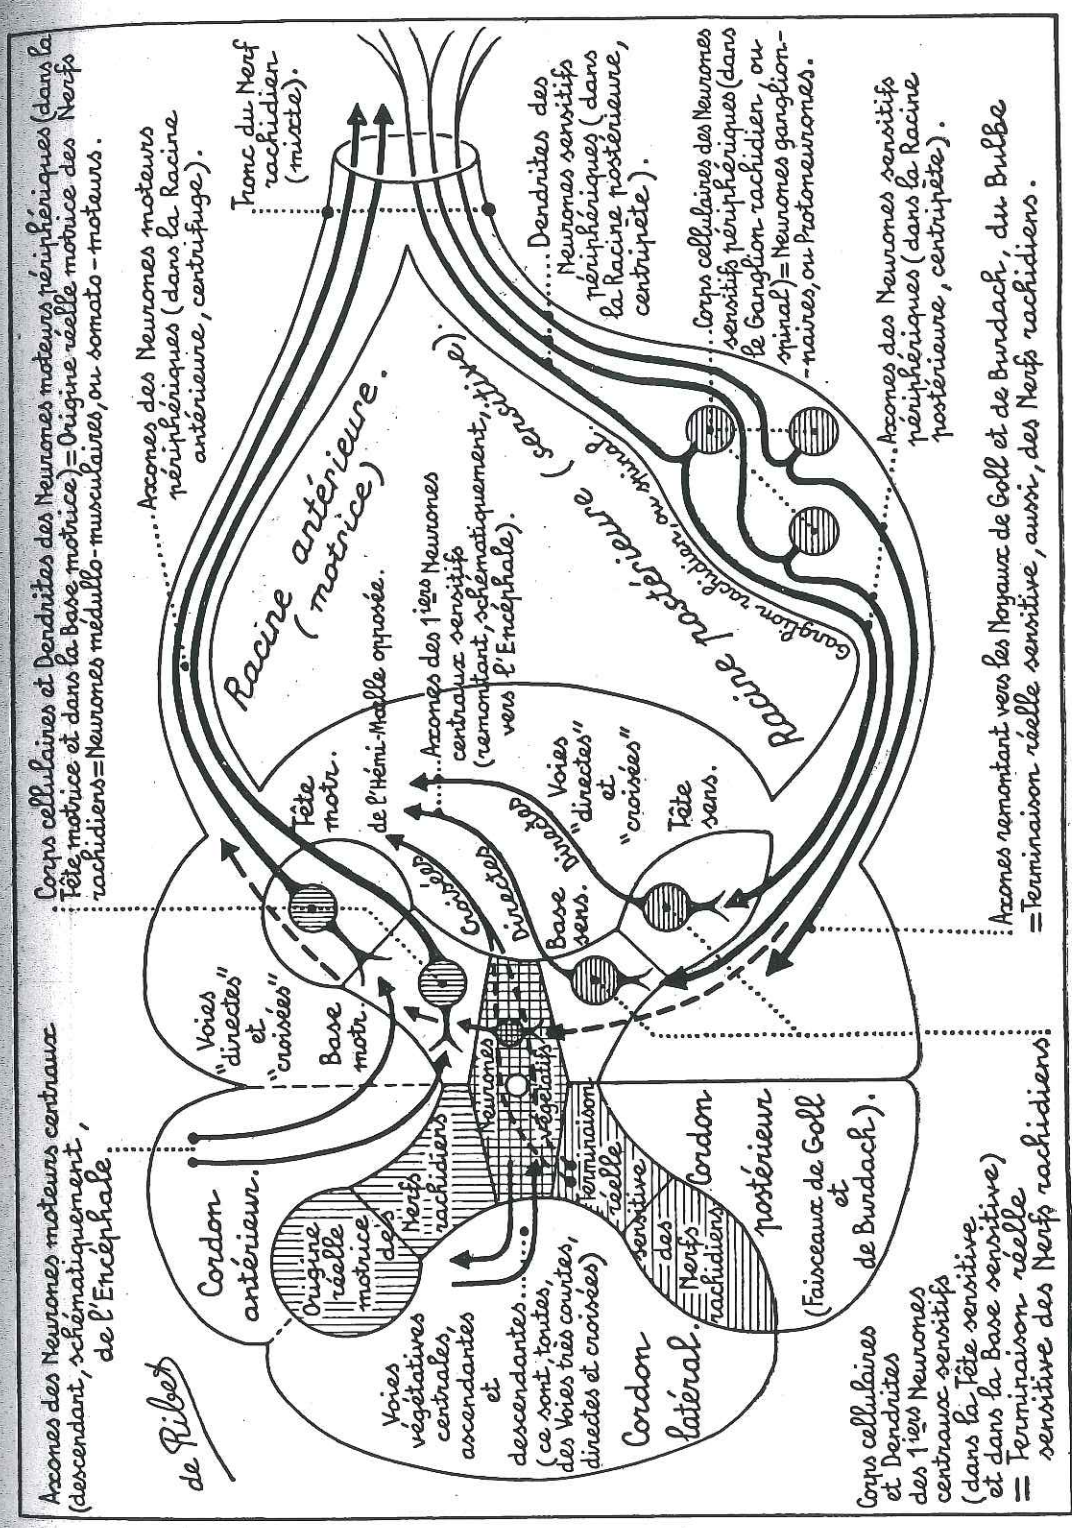 Corps cellulaires et Dendrites des Neurones moteurs périphériques (dans la
Tête motrice et dans la Base motrice)=Origine réelle motrice des Nerfs
rachidiens=Neurones médullo-musculaires, ou somato-moteurs.
Axones des Neurones moteurs
périphériques (dans la Racine
antérieure, centrifuge).
Tronc du Nerf
rachidien
(mixte).
Axones des Neurones moteurs centraux
(descendant, schématiquement,
de l'Encéphale
de Ribet
Voies
"directes"
et
"croisées"
Base
motr.
Tête
motr.
Racine antérieure.
(motrice)
de l'Hémi-Moelle opposée.
Axones des 1iers Neurones
centraux sensitifs
(remontant, schématiquement,
vers l'Encéphale).
Dendrites des
Neurones sensitifs
périphériques (dans
la Racine postérieure,
centripète).
Corps cellulaires des Neurones
sensitifs périphériques (dans
le Ganglion rachidien, ou
spinal)=Neurones ganglion-
-naires, ou Protoneurones.
Axones des Neurones sensitifs
périphériques (dans la Racine
postérieure, centripète).
Racine postérieure (sensitive)
Ganglion rachidien, ou spinal
Croisées
Directes
Directes
Voies
"directes"
et
"croisées"
Base
sens.
Tête
sens.
Cordon
antérieur.
Origine
réelle
motrice
des
Nerfs
rachidiens
Neurones
végétatifs
Terminaison
réelle
sensitive
des
Nerfs
rachidiens
Voies
végétatives
centrales,
ascendantes
et
descendantes
(ce sont, toutes,
des Voies très courtes,
directes et croisées)
Cordon
latéral.
Cordon
postérieur
(Faisceaux de Goll
et
de Burdach).
Corps cellulaires
et Dendrites
des 1iers Neurones
centraux sensitifs
(dans la Tête sensitive
et dans la Base sensitive)
= Terminaison réelle
sensitive des Nerfs rachidiens
Axones remontant vers les Noyaux de Goll et de Burdach, du Bulbe
=Terminaison réelle sensitive, aussi, des Nerfs rachidiens.